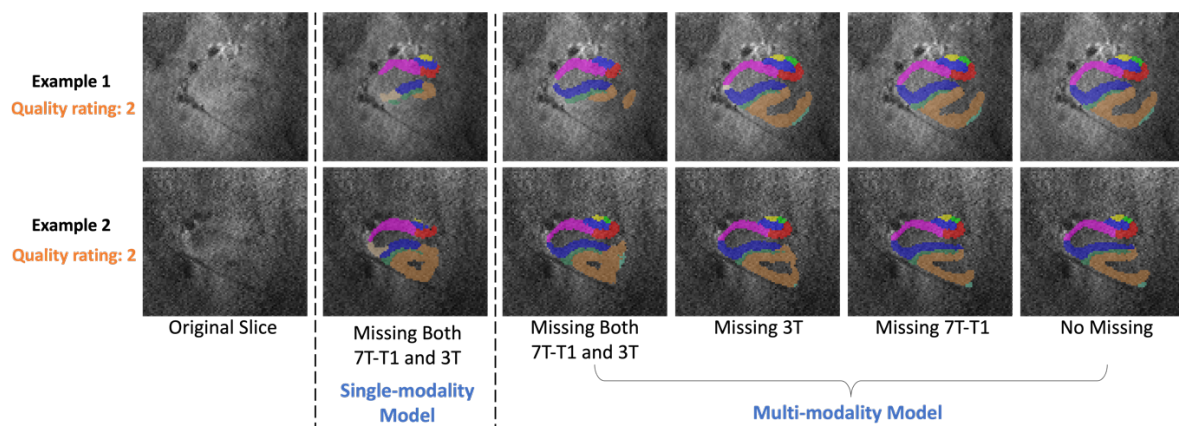 Example 1
Quality rating: 2
Example 2
Quality rating: 2
Original Slice
Missing Both
7T-T1 and 3T
Missing Both
7T-T1 and 3T
Missing 3T
Missing 7T-T1
No Missing
Single-modality
Model
Multi-modality Model